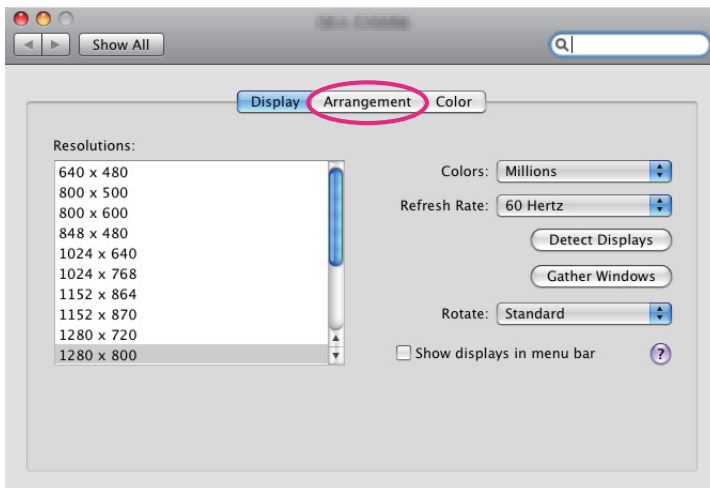 Show All
Display Arrangement Color
Resolutions:
640 x 480
800 x 500
800 x 600
848 x 480
1024 x 640
1024 x 768
1152 x 864
1152 x 870
1280 x 720
1280 x 800
Colors: Millions
Refresh Rate: 60 Hertz
Detect Displays
Gather Windows
Rotate: Standard
Show displays in menu bar ?